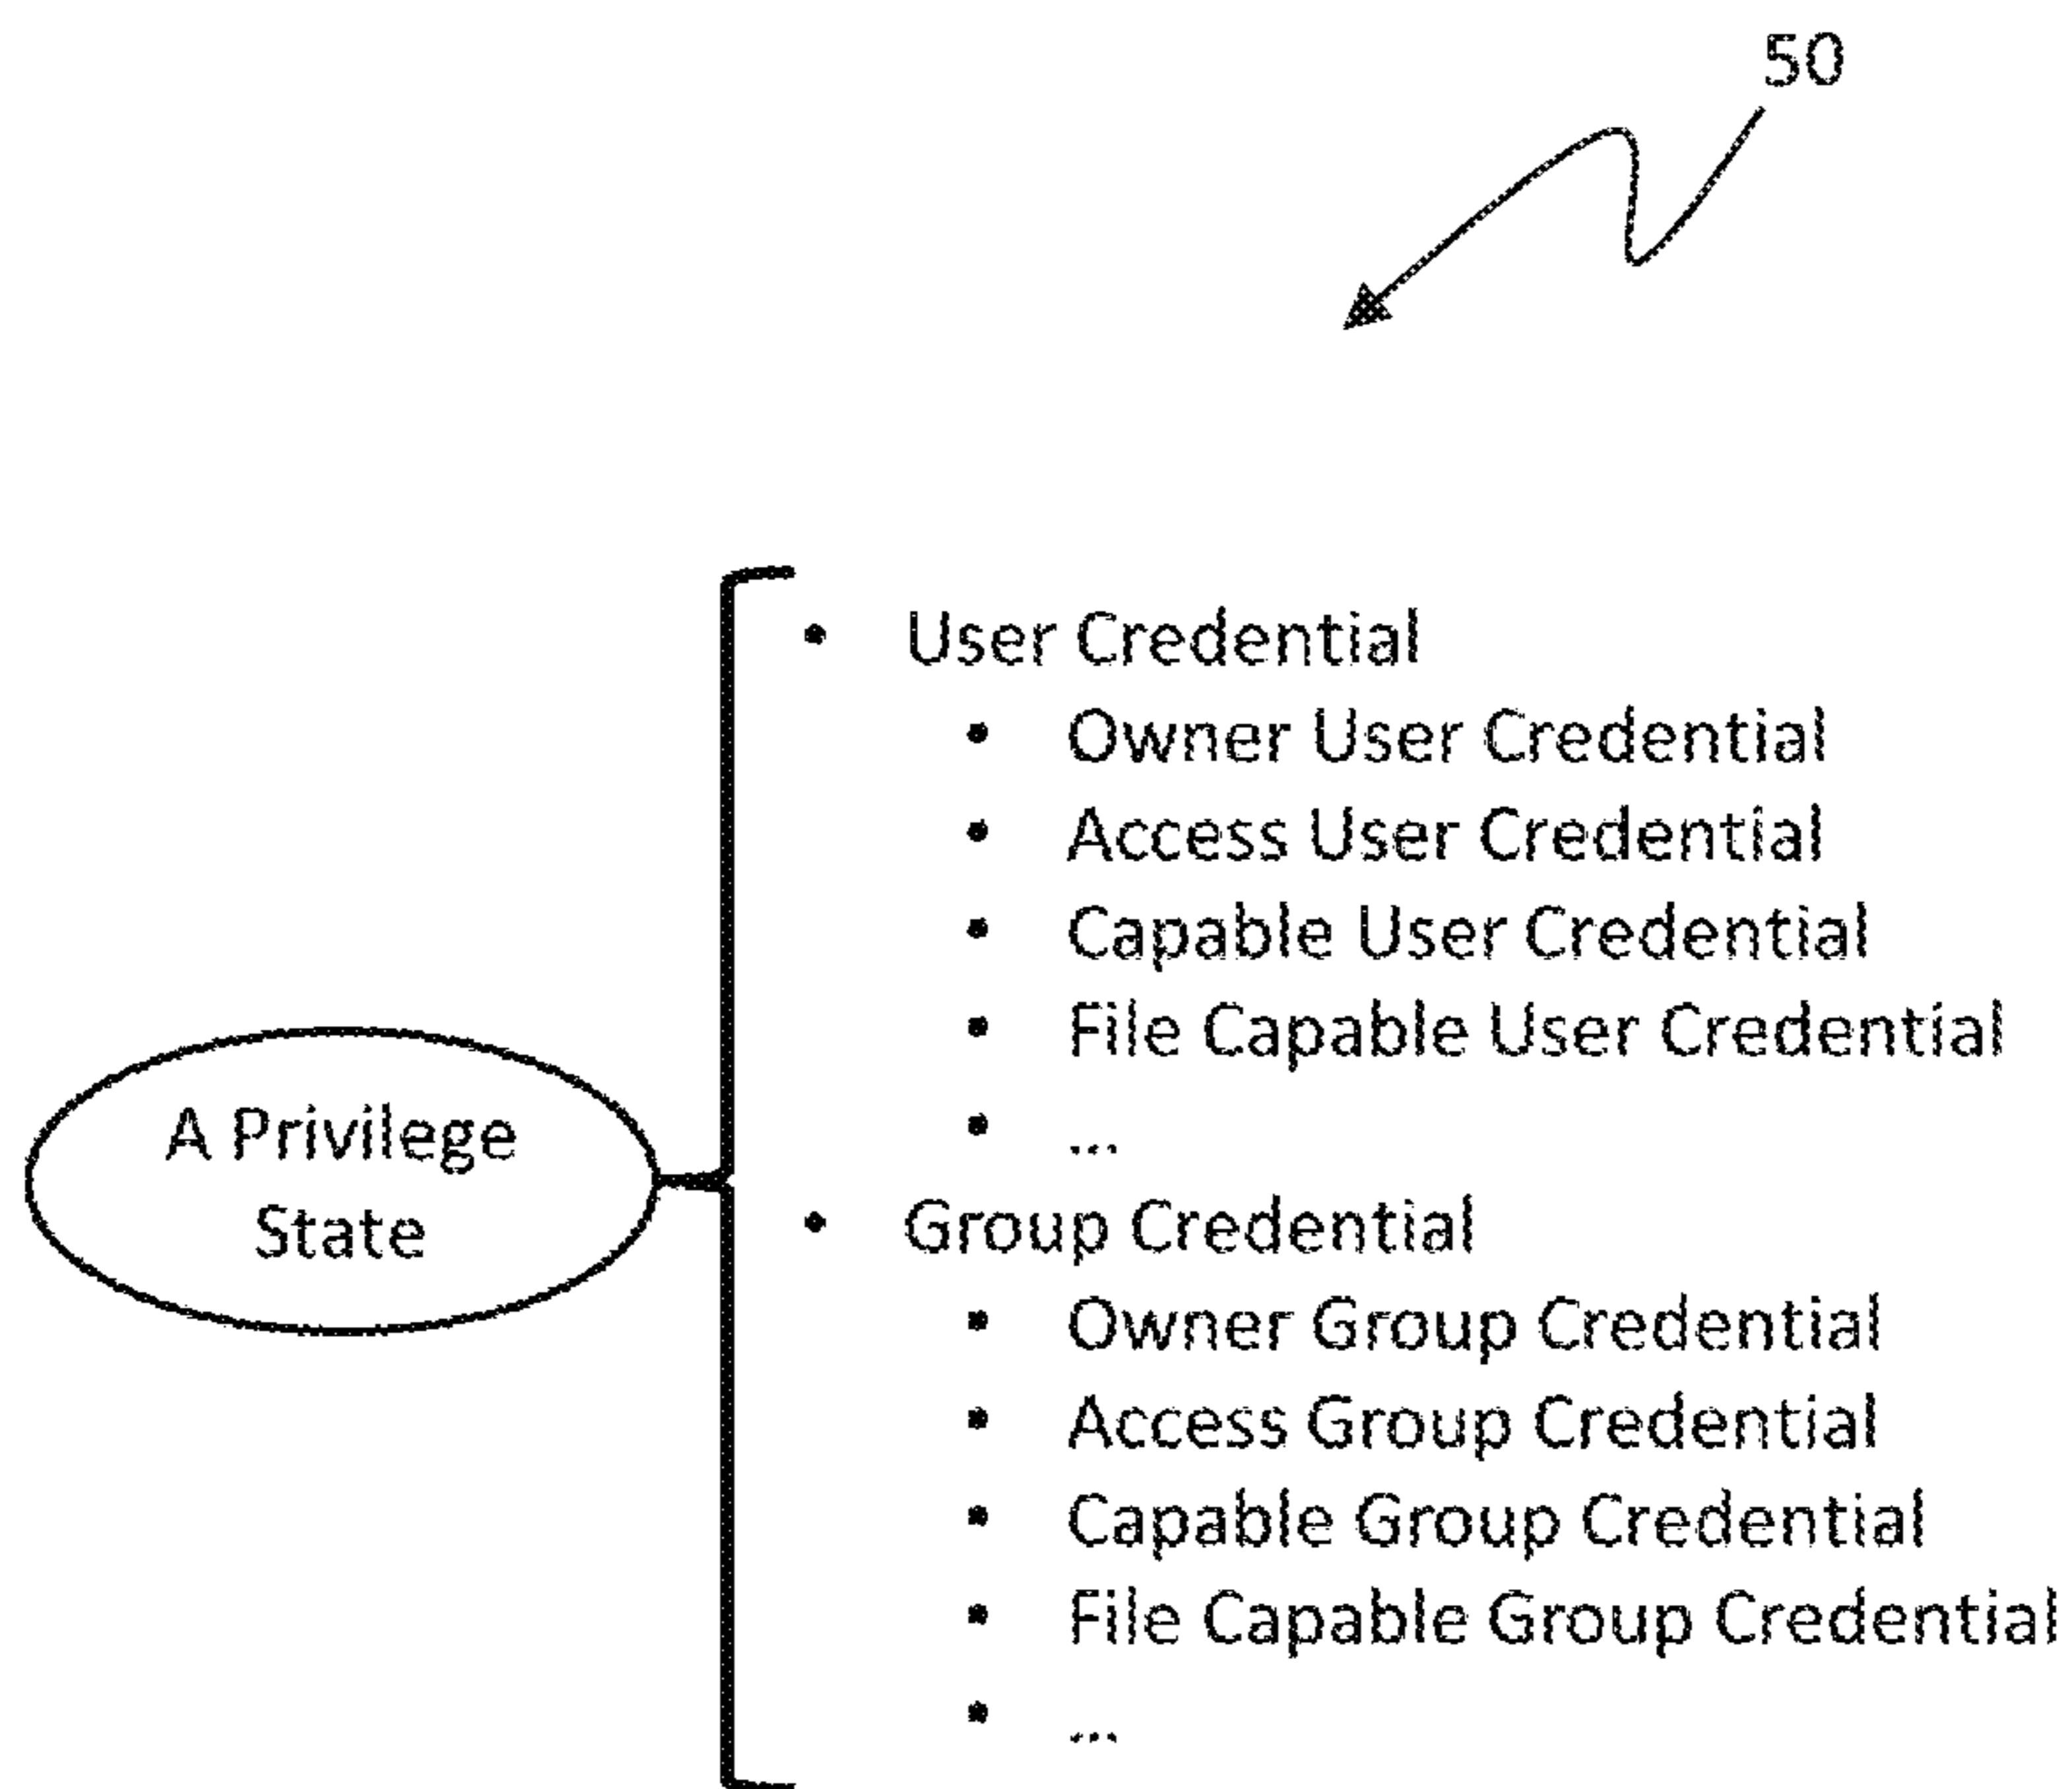 50
• User Credential
• Owner User Credential
• Access User Credential
• Capable User Credential
• File Capable User Credential
• ...
A Privilege
State
• Group Credential
• Owner Group Credential
• Access Group Credential
• Capable Group Credential
• File Capable Group Credential
• ...